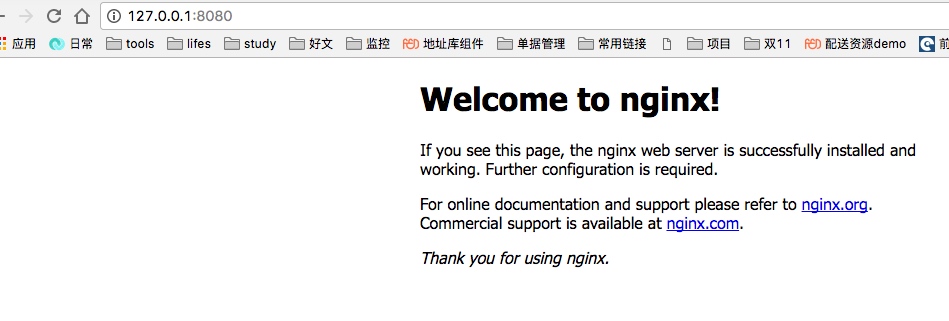 127.0.0.1:8080
应用 日常 tools lifes study 好文 监控 地址库组件 单据管理 常用链接 项目 双11 配送资源demo 前
Welcome to nginx!
If you see this page, the nginx web server is successfully installed and
working. Further configuration is required.
For online documentation and support please refer to nginx.org.
Commercial support is available at nginx.com.
Thank you for using nginx.